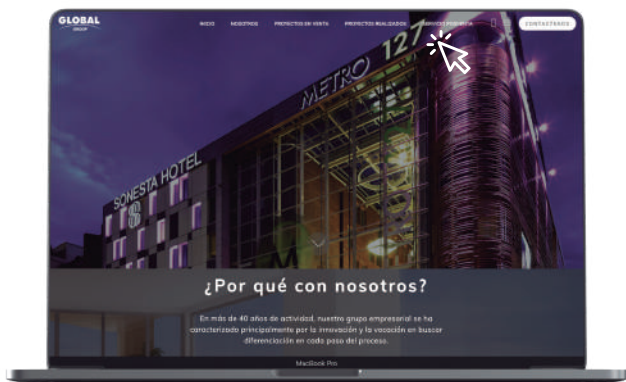 GLOBAL
GROUP
INICIO NOSOTROS PROYECTOS EN VENTA PROYECTOS REALIZADOS SERVICIO POSVENTA
CONTÁCTANOS
METRO 127
SONESTA HOTEL
S
¿Por qué con nosotros?
En más de 40 años de actividad, nuestro grupo empresarial se ha
caracterizado principalmente por la innovación y la vocación en buscar
diferenciación en cada paso del proceso.
MacBook Pro